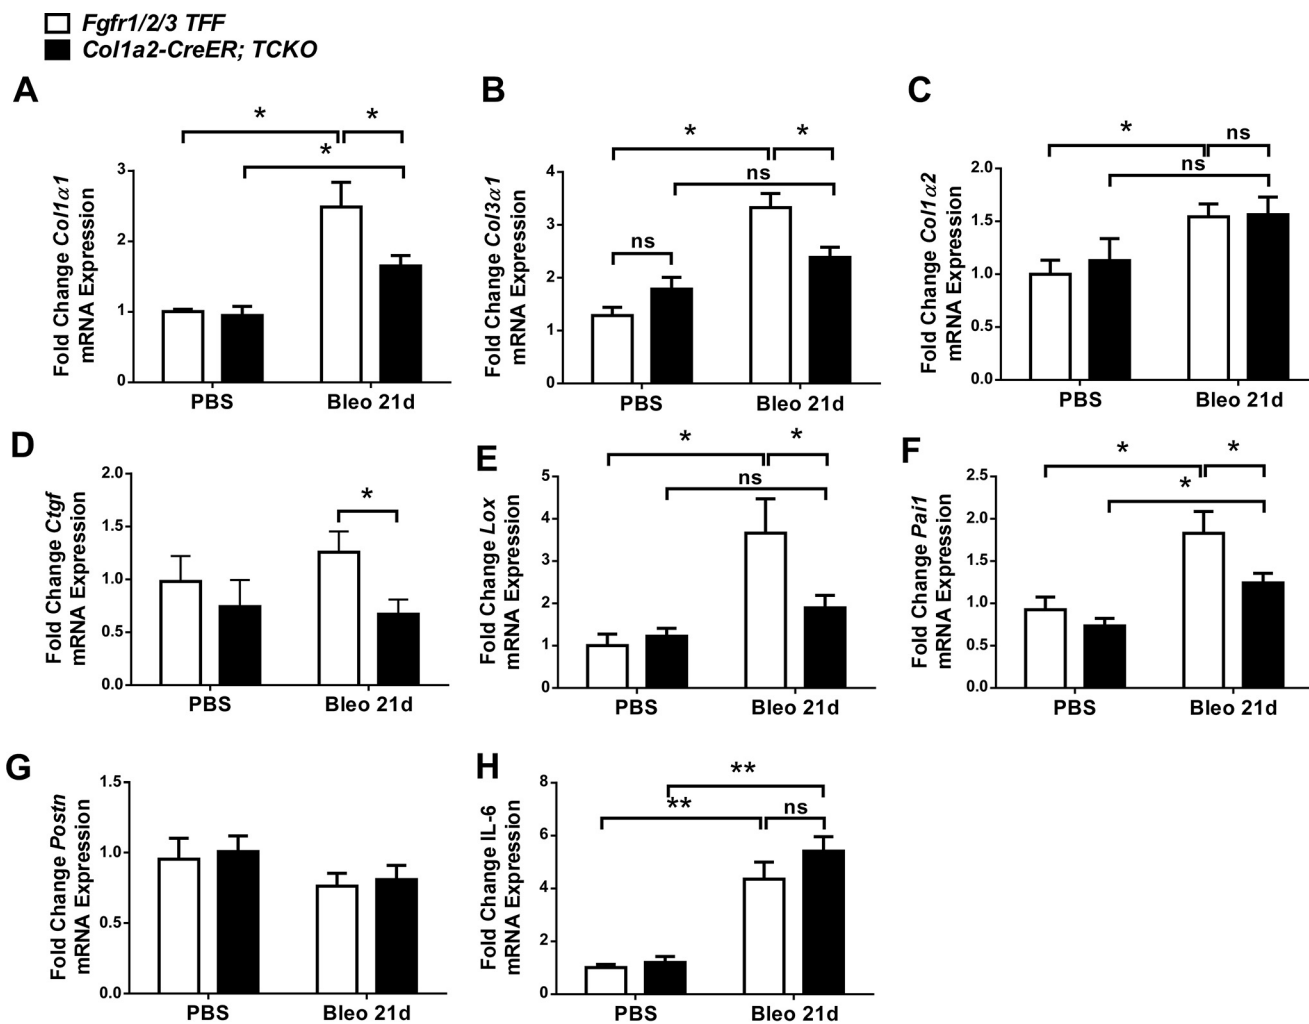 Fgfr1/2/3 TFF
Col1a2-CreER; TCKO
A
Fold Change Col1α1
mRNA Expression
3
2
1
0
*
*
*
PBS
Bleo 21d
B
Fold Change Col3α1
mRNA Expression
4
3
2
1
0
*
*
ns
ns
PBS
Bleo 21d
C
Fold Change Col1α2
mRNA Expression
2.0
1.5
1.0
0.5
0.0
*
ns
ns
PBS
Bleo 21d
D
Fold Change Ctgf
mRNA Expression
2.0
1.5
1.0
0.5
0.0
*
PBS
Bleo 21d
E
Fold Change Lox
mRNA Expression
5
4
3
2
1
0
*
*
ns
PBS
Bleo 21d
F
Fold Change Pai1
mRNA Expression
2.5
2.0
1.5
1.0
0.5
0.0
*
*
*
PBS
Bleo 21d
G
Fold Change Postn
mRNA Expression
1.5
1.0
0.5
0.0
PBS
Bleo 21d
H
Fold Change IL-6
mRNA Expression
8
6
4
2
0
**
**
ns
PBS
Bleo 21d